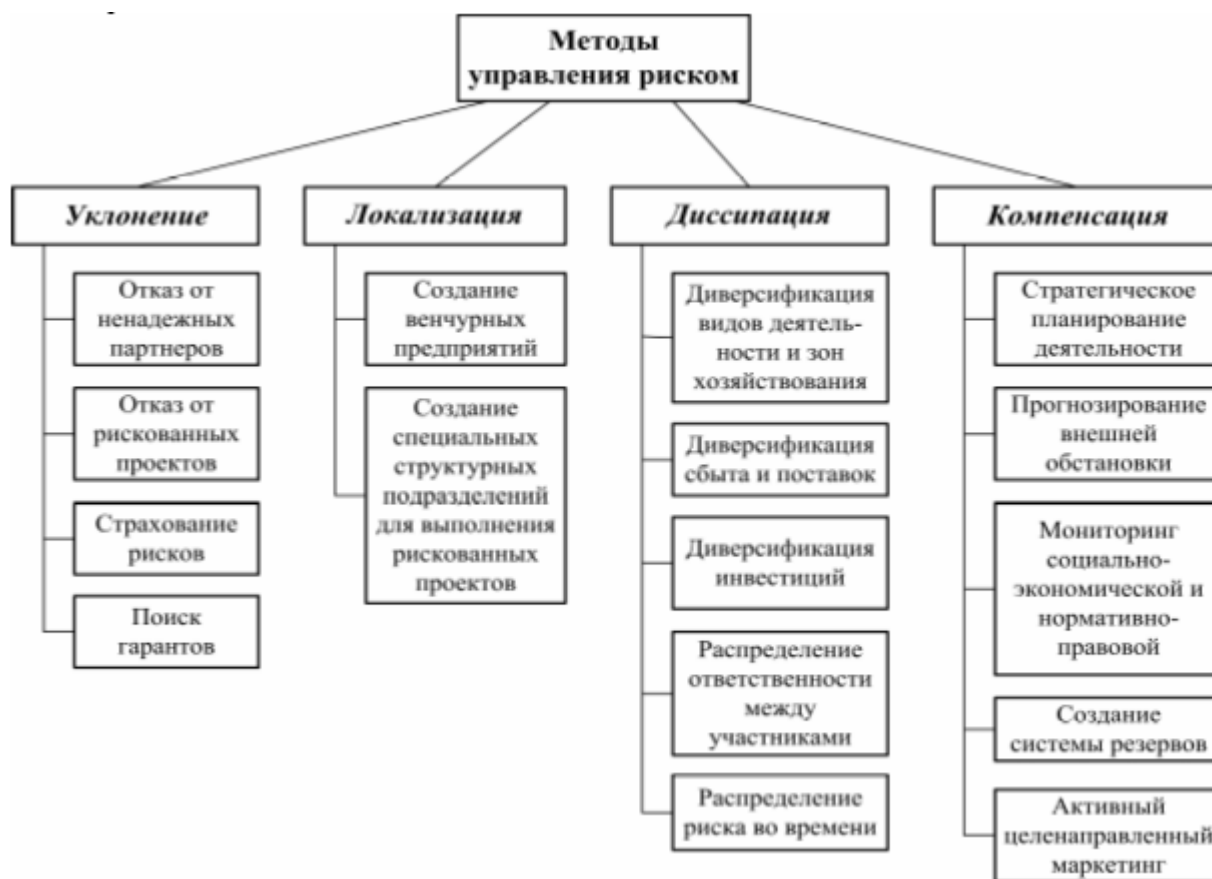 Методы
управления риском
Уклонение
Отказ от
ненадежных
партнеров
Отказ от
рискованных
проектов
Страхование
рисков
Поиск
гарантов
Локализация
Создание
венчурных
предприятий
Создание
специальных
структурных
подразделений
для выполнения
рискованных
проектов
Диссипация
Диверсификация
видов деятель-
ности и зон
хозяйствования
Диверсификация
сбыта и поставок
Диверсификация
инвестиций
Распределение
ответственности
между
участниками
Распределение
риска во времени
Компенсация
Стратегическое
планирование
деятельности
Прогнозирование
внешней
обстановки
Мониторинг
социально-
экономической и
нормативно-
правовой
Создание
системы резервов
Активный
целенаправленный
маркетинг